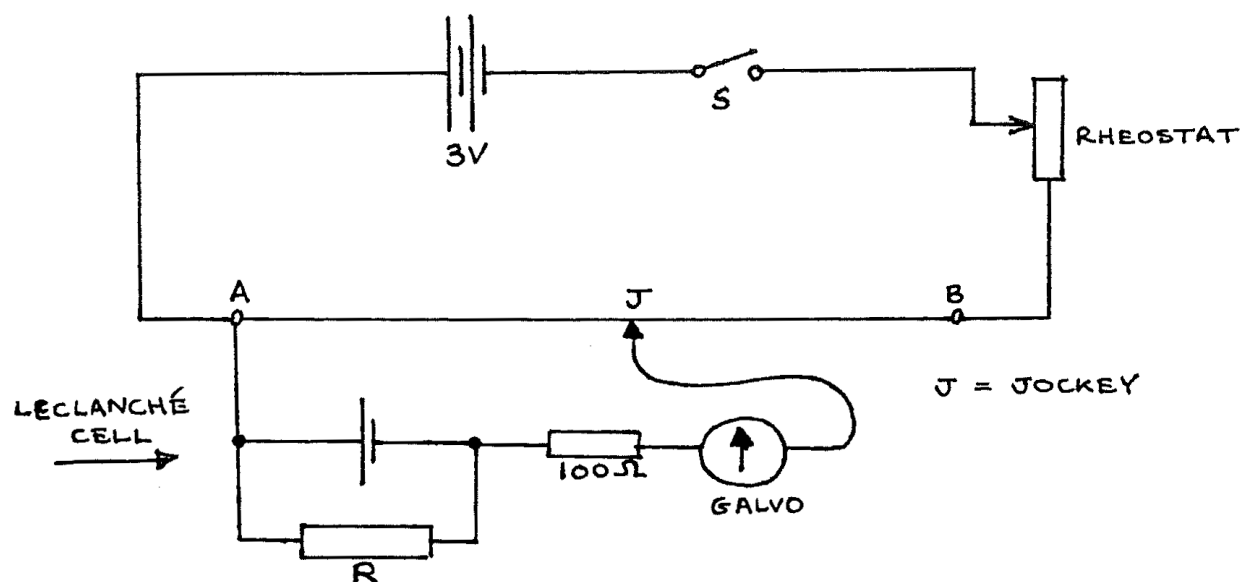 3V
S
RHEOSTAT
A
J
B
J = JOCKEY
LECLANCHÉ
CELL
100Ω
GALVO
R